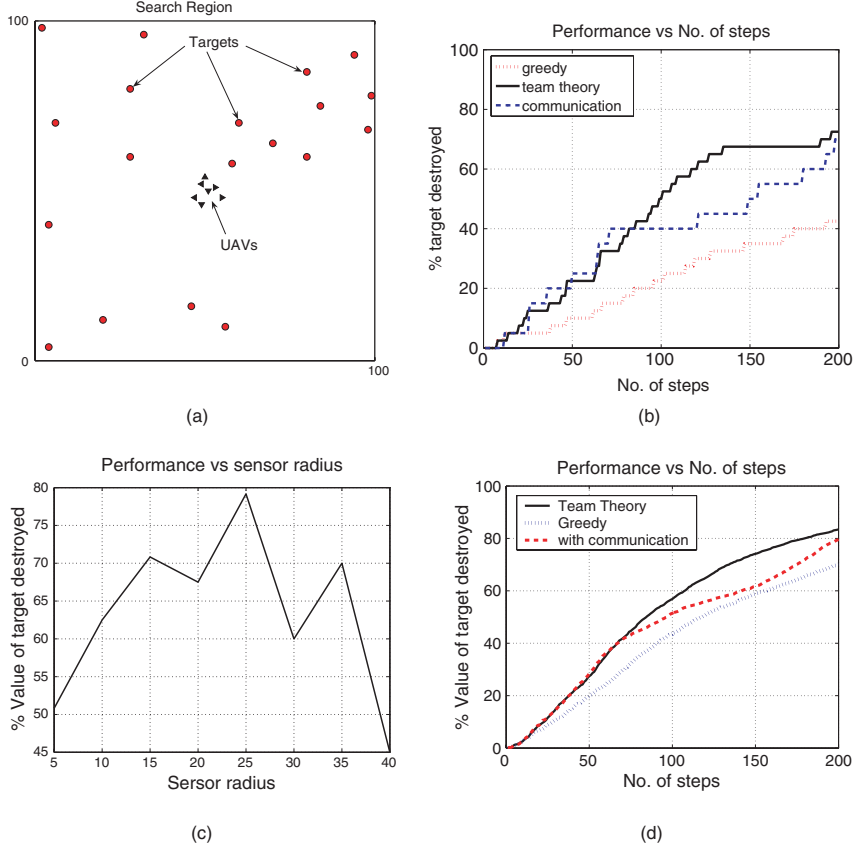 Search Region
100
Targets
UAVs
0
100
(a)
Performance vs No. of steps
100
80
60
40
20
0
greedy
team theory
communication
% target destroyed
0
50
100
150
200
No. of steps
(b)
Performance vs sensor radius
80
75
70
65
60
55
50
45
% Value of target destroyed
5
10
15
20
25
30
35
40
Sersor radius
(c)
Performance vs No. of steps
100
80
60
40
20
0
Team Theory
Greedy
with communication
% Value of target destroyed
0
50
100
150
200
No. of steps
(d)